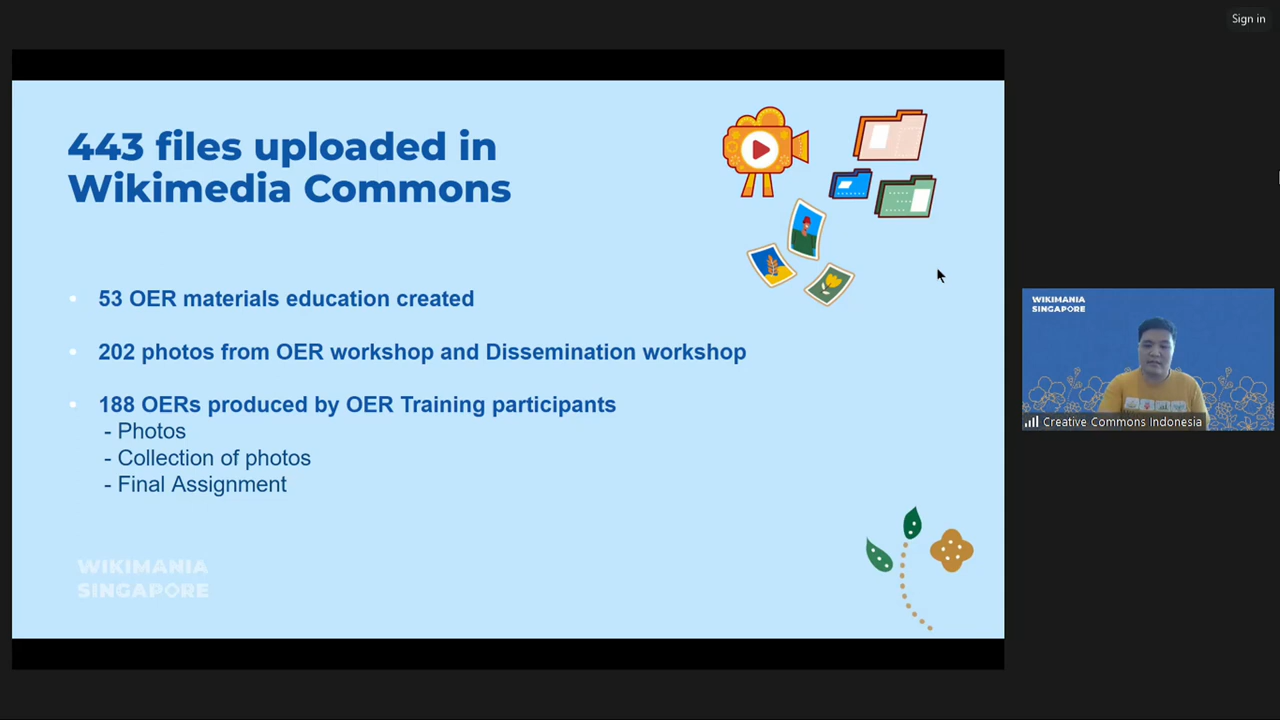 Sign in
443 files uploaded in
Wikimedia Commons
53 OER materials education created
202 photos from OER workshop and Dissemination workshop
188 OERs produced by OER Training participants
- Photos
- Collection of photos
- Final Assignment
WIKIMANIA
SINGAPORE
WIKIMANIA
SINGAPORE
Creative Commons Indonesia